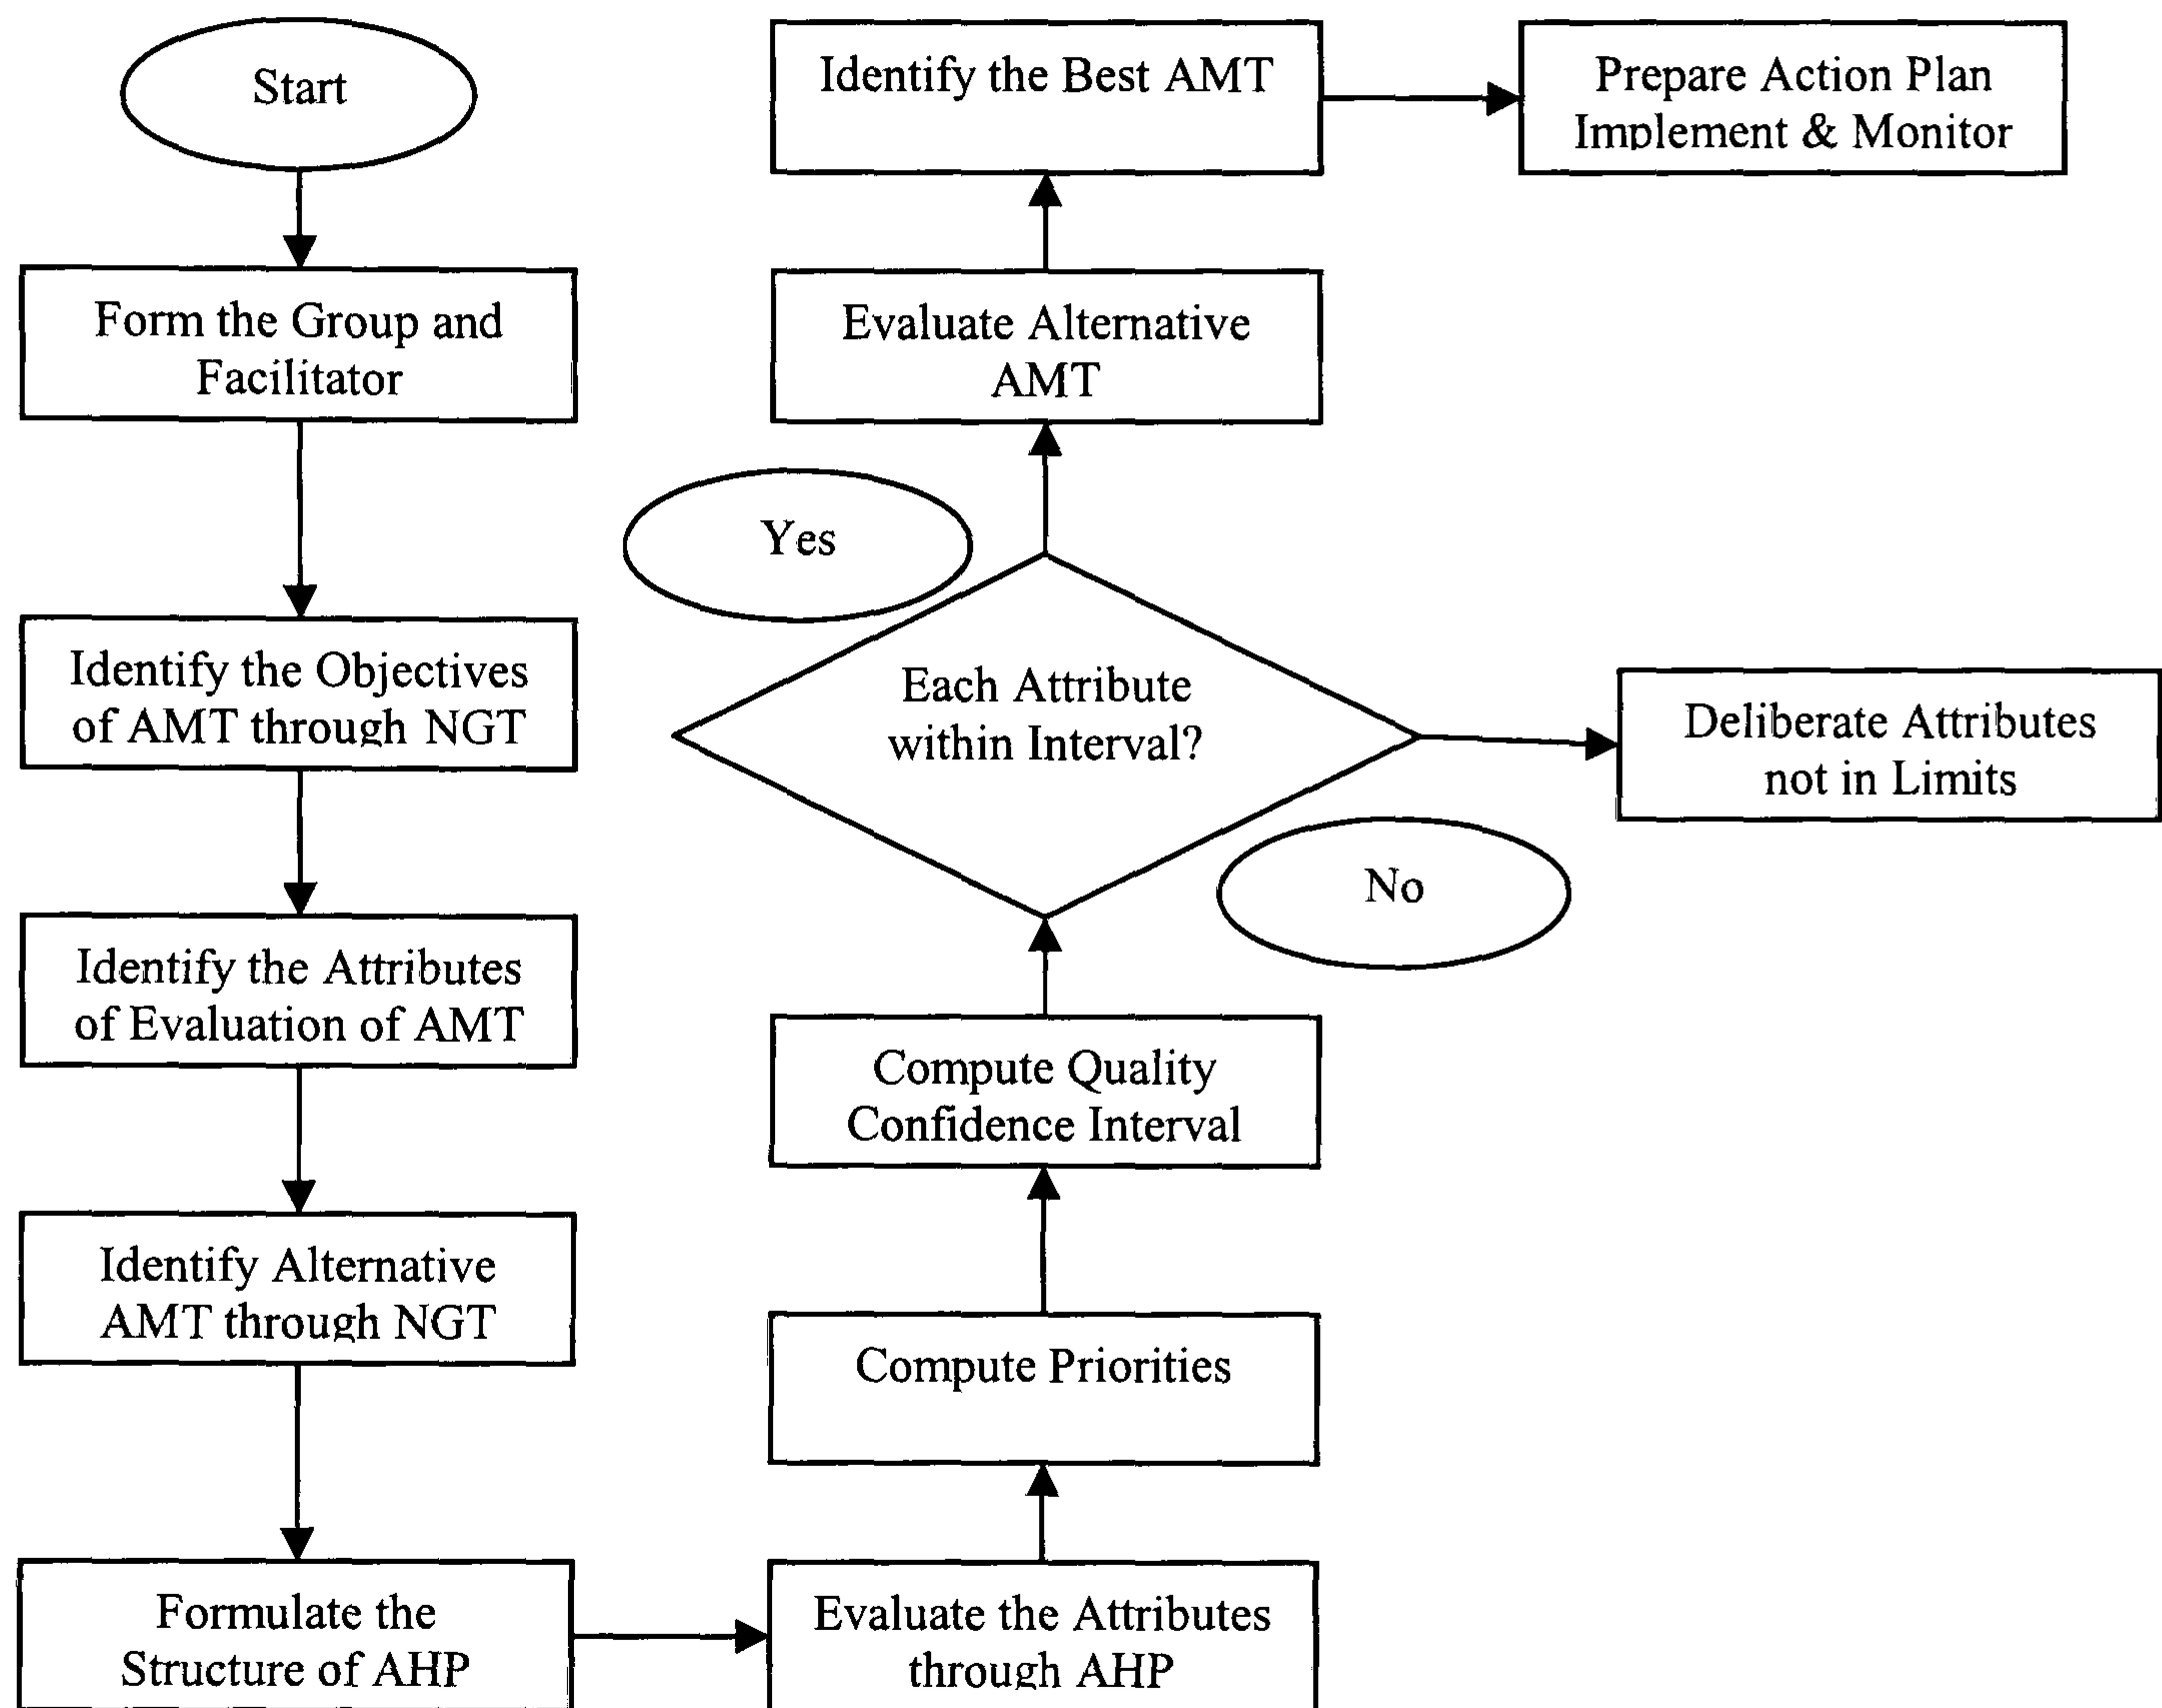 Start
Form the Group and
Facilitator
Identify the Objectives
of AMT through NGT
Identify the Attributes
of Evaluation of AMT
Identify Alternative
AMT through NGT
Formulate the
Structure of AHP
Evaluate the Attributes
through AHP
Compute Priorities
Compute Quality
Confidence Interval
Each Attribute
within Interval?
Yes
No
Deliberate Attributes
not in Limits
Evaluate Alternative
AMT
Identify the Best AMT
Prepare Action Plan
Implement & Monitor